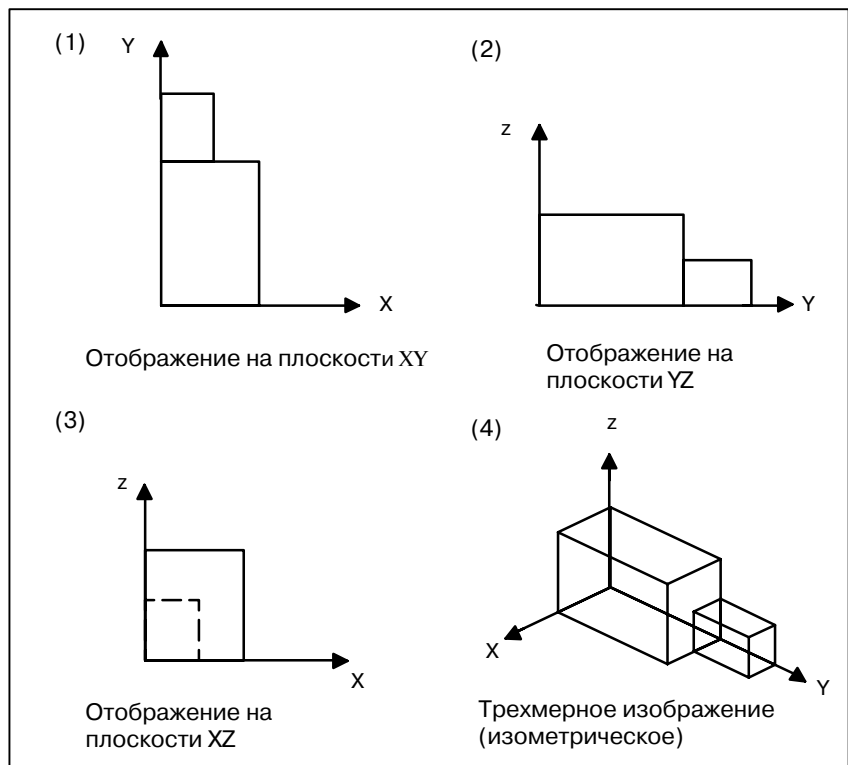 (1)
Y
X
Отображение на плоскости XY
(2)
z
Y
Отображение на
плоскости YZ
(3)
z
X
Отображение на
плоскости XZ
(4)
z
X
Y
Трехмерное изображение
(изометрическое)